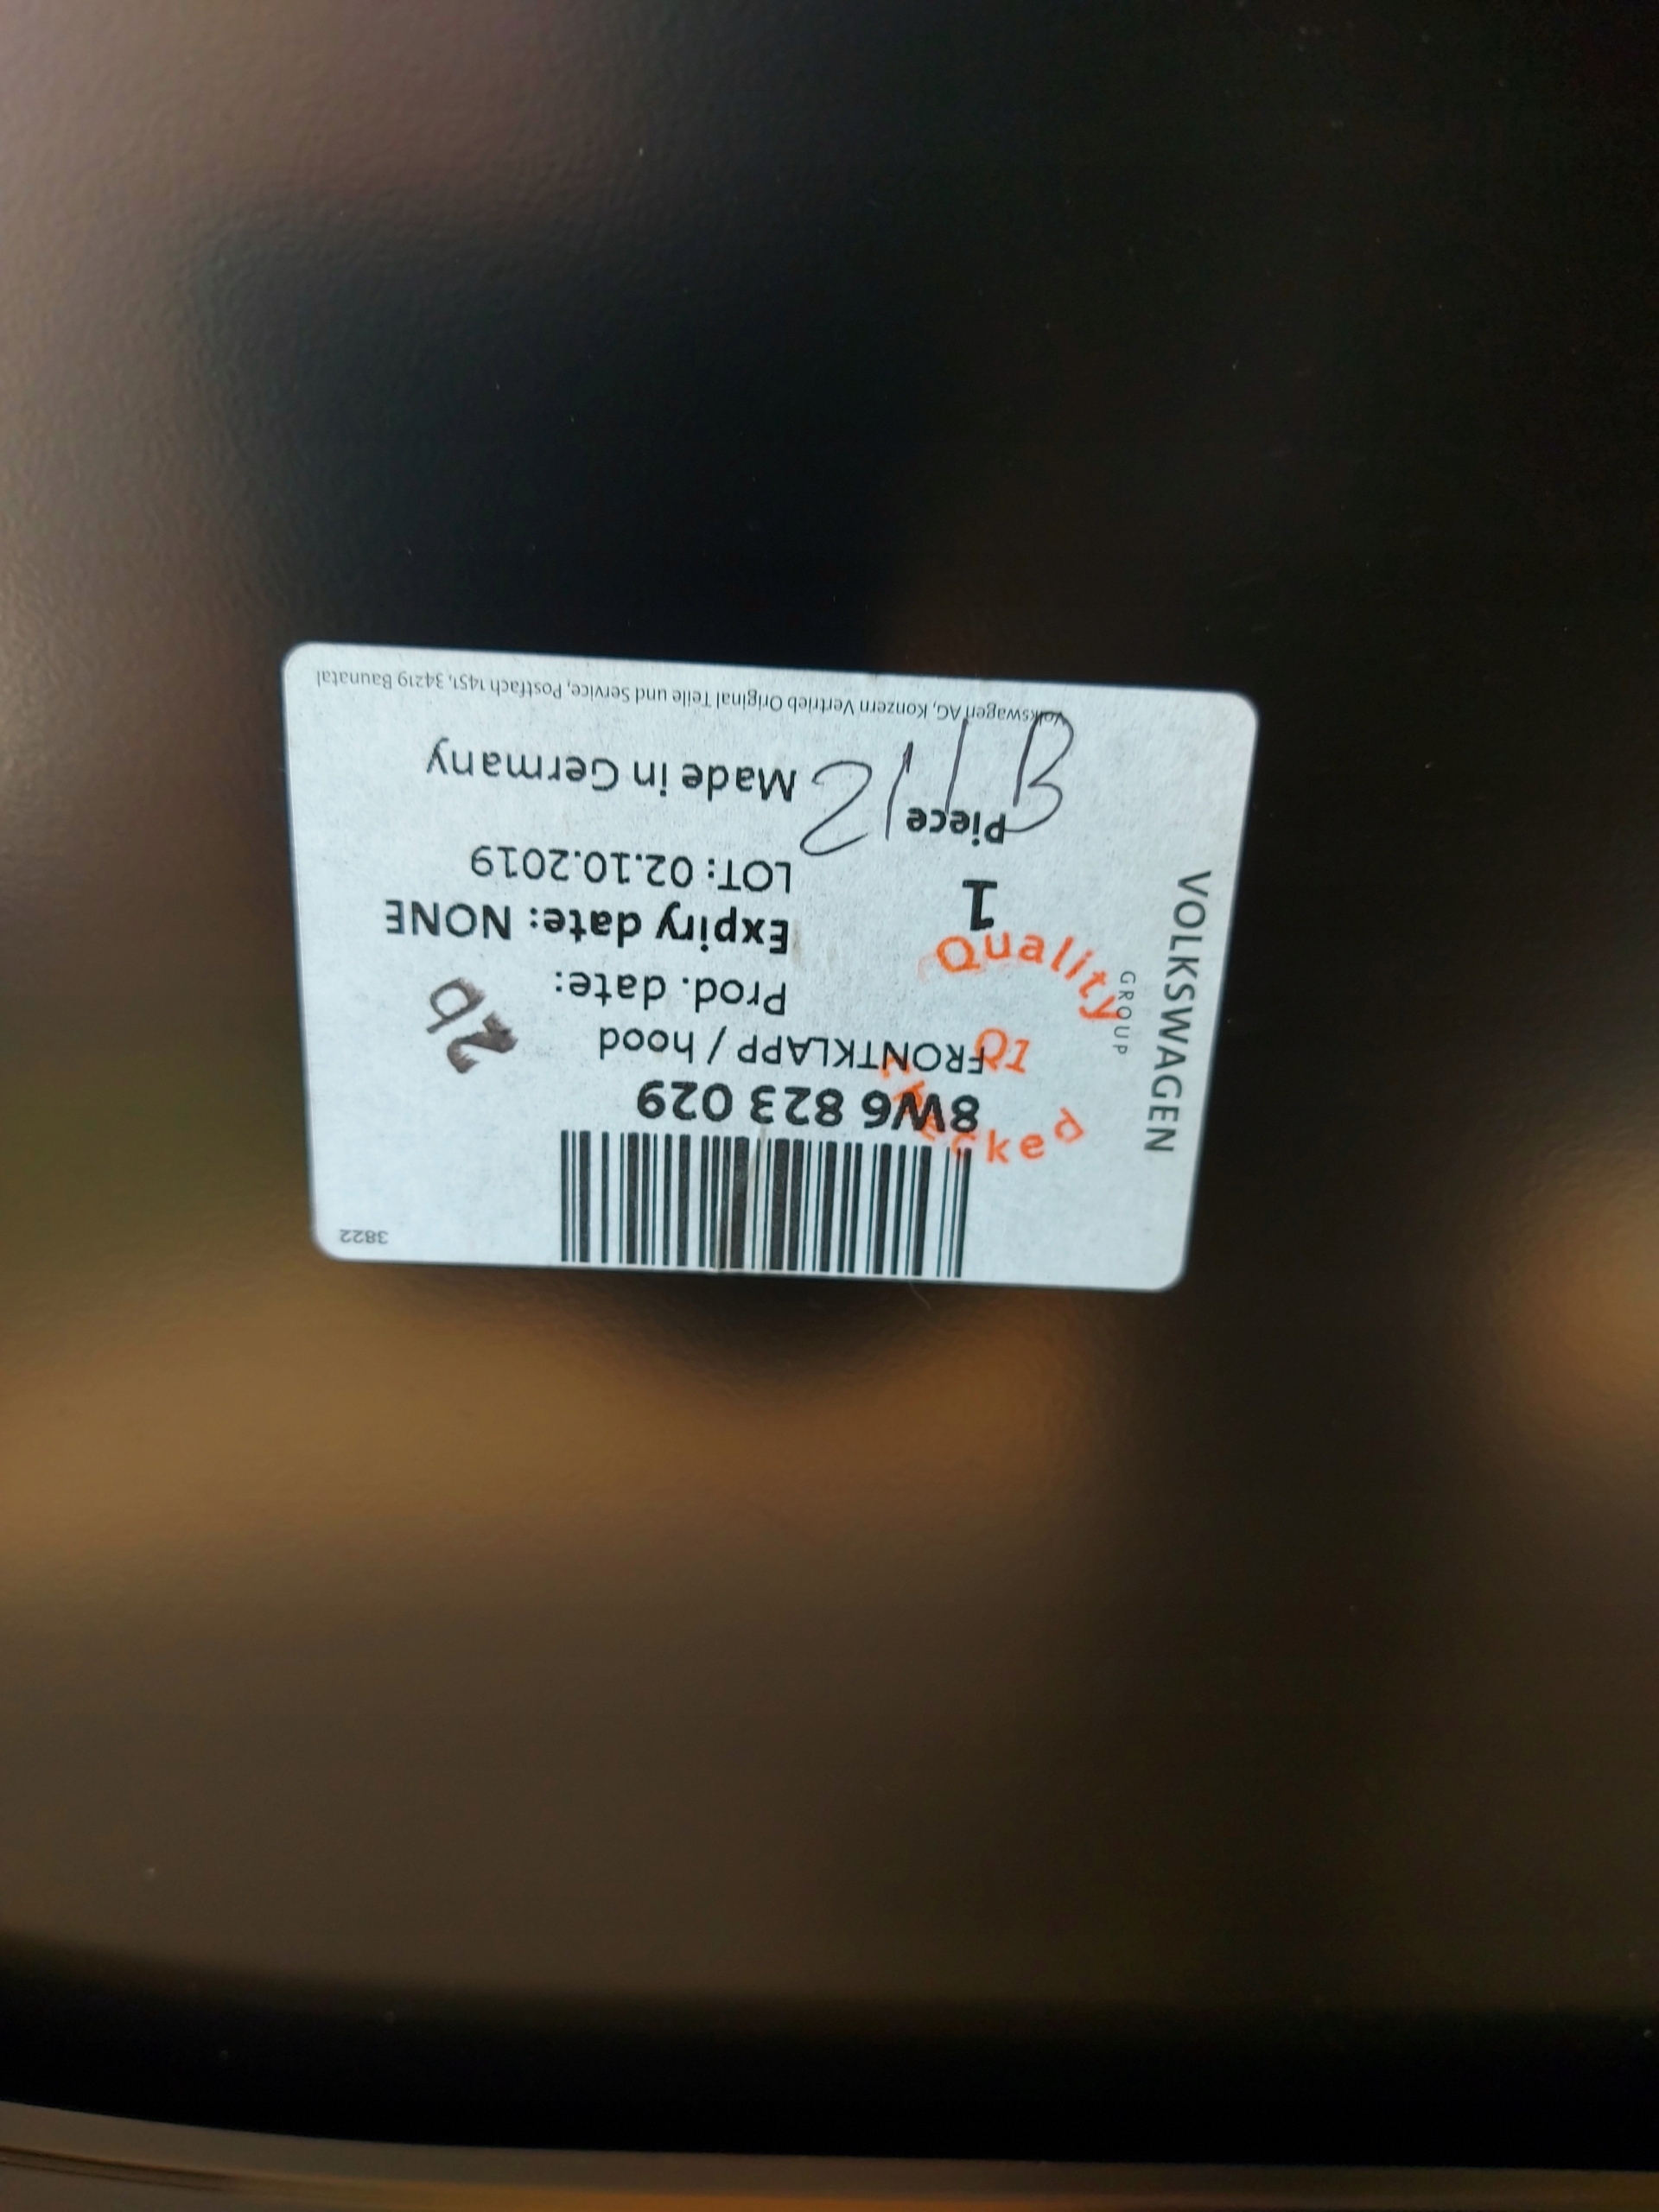 3822
8W6 823 029
FRONTKLAPP / hood
Prod. date:
Expiry date: NONE
LOT: 02.10.2019
Made in Germany
2b
VOLKSWAGEN
GROUP
Quality
Q1
checked
1
Piece
Volkswagen AG, Konzern Vertrieb Original Teile und Service, Postfach 1451, 34219 Baunatal